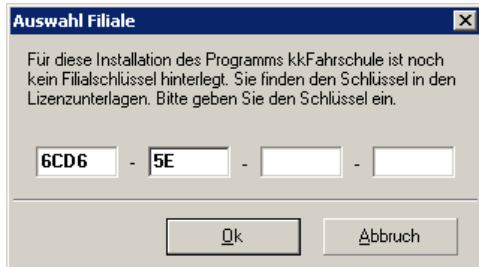 Auswahl Filiale
Für diese Installation des Programms kkFahrschule ist noch
kein Filialschlüssel hinterlegt. Sie finden den Schlüssel in den
Lizenzunterlagen. Bitte geben Sie den Schlüssel ein.
6CD6 - 5E - -
Ok Abbruch